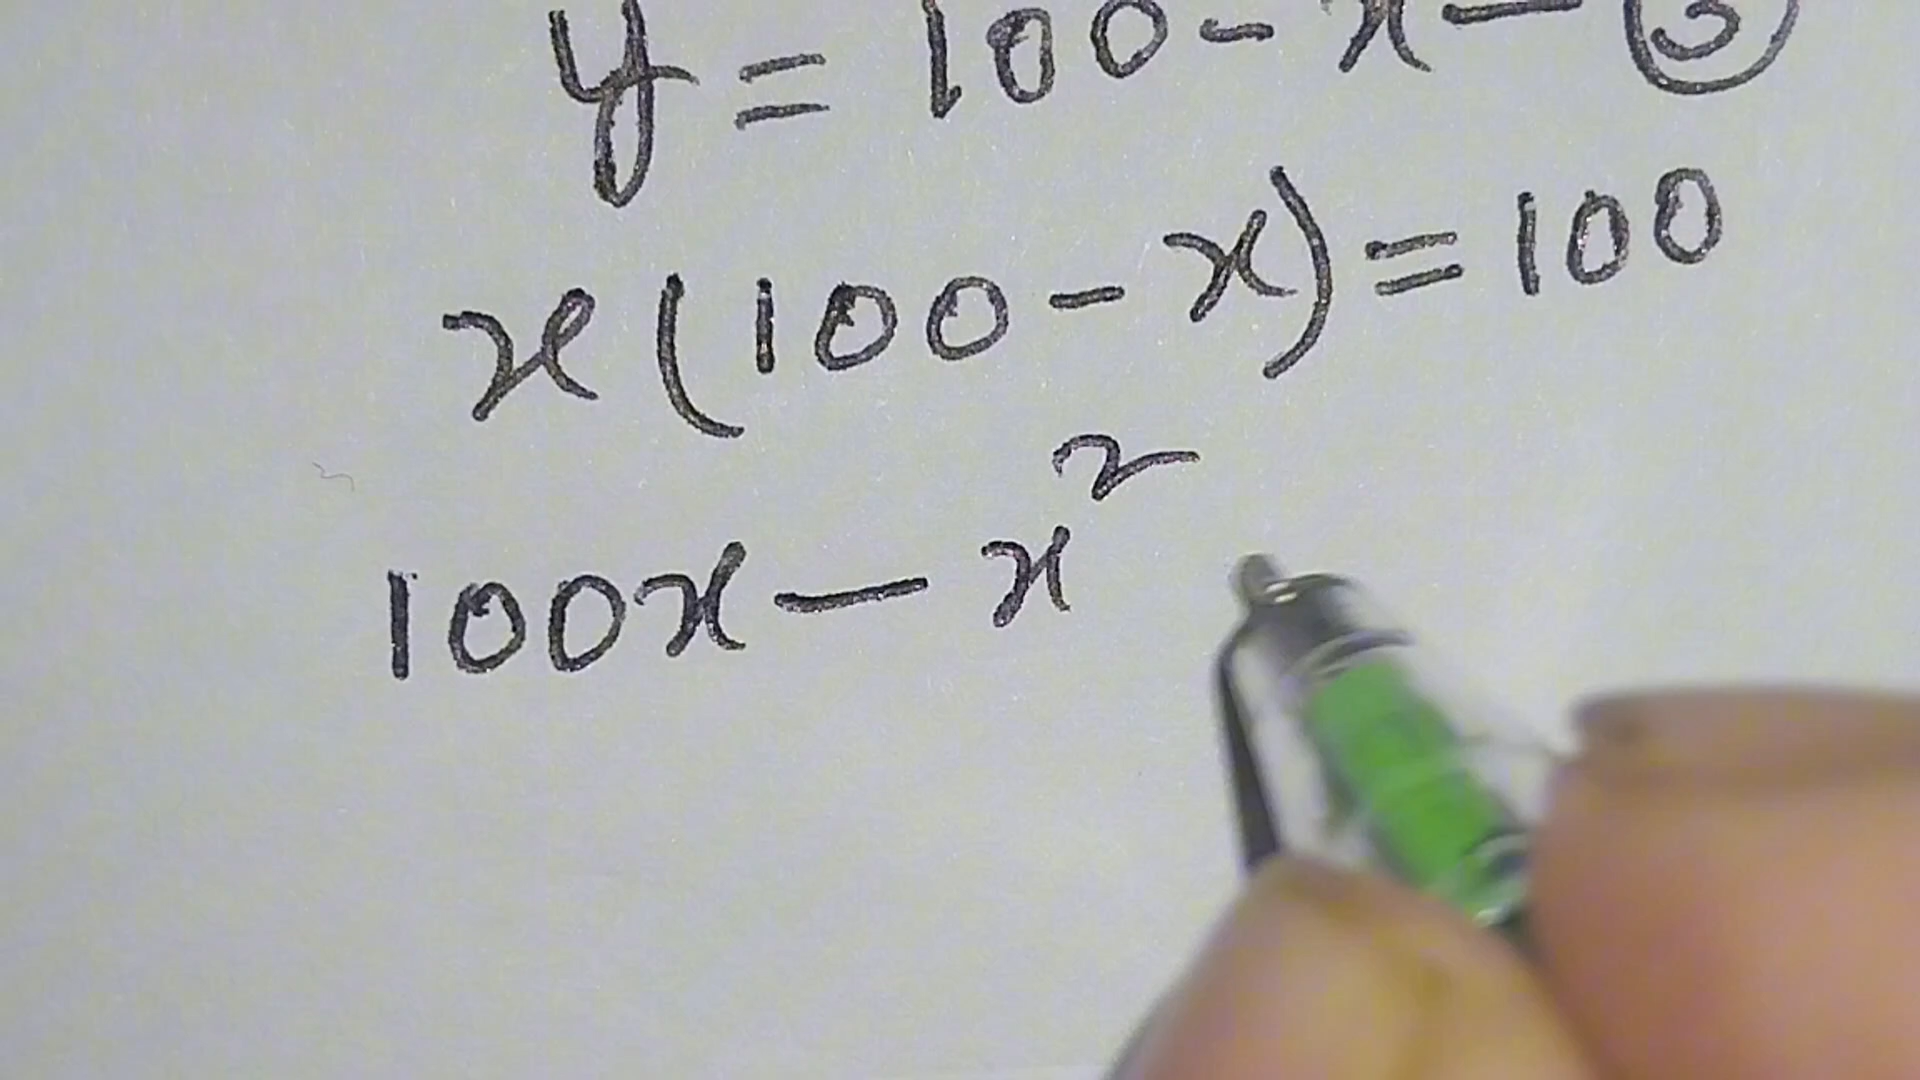 y = 100 - x — ③
x(100 - x) = 100
100x - x²